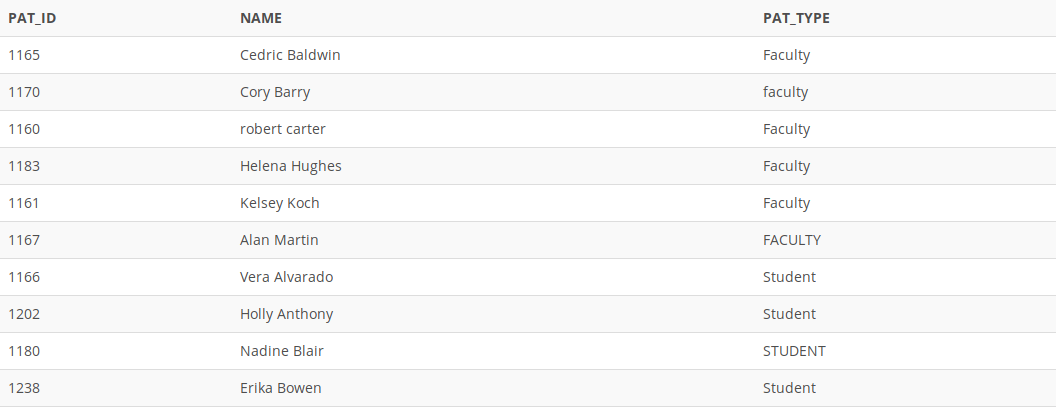 PAT_ID NAME PAT_TYPE
1165 Cedric Baldwin Faculty
1170 Cory Barry faculty
1160 robert carter Faculty
1183 Helena Hughes Faculty
1161 Kelsey Koch Faculty
1167 Alan Martin FACULTY
1166 Vera Alvarado Student
1202 Holly Anthony Student
1180 Nadine Blair STUDENT
1238 Erika Bowen Student